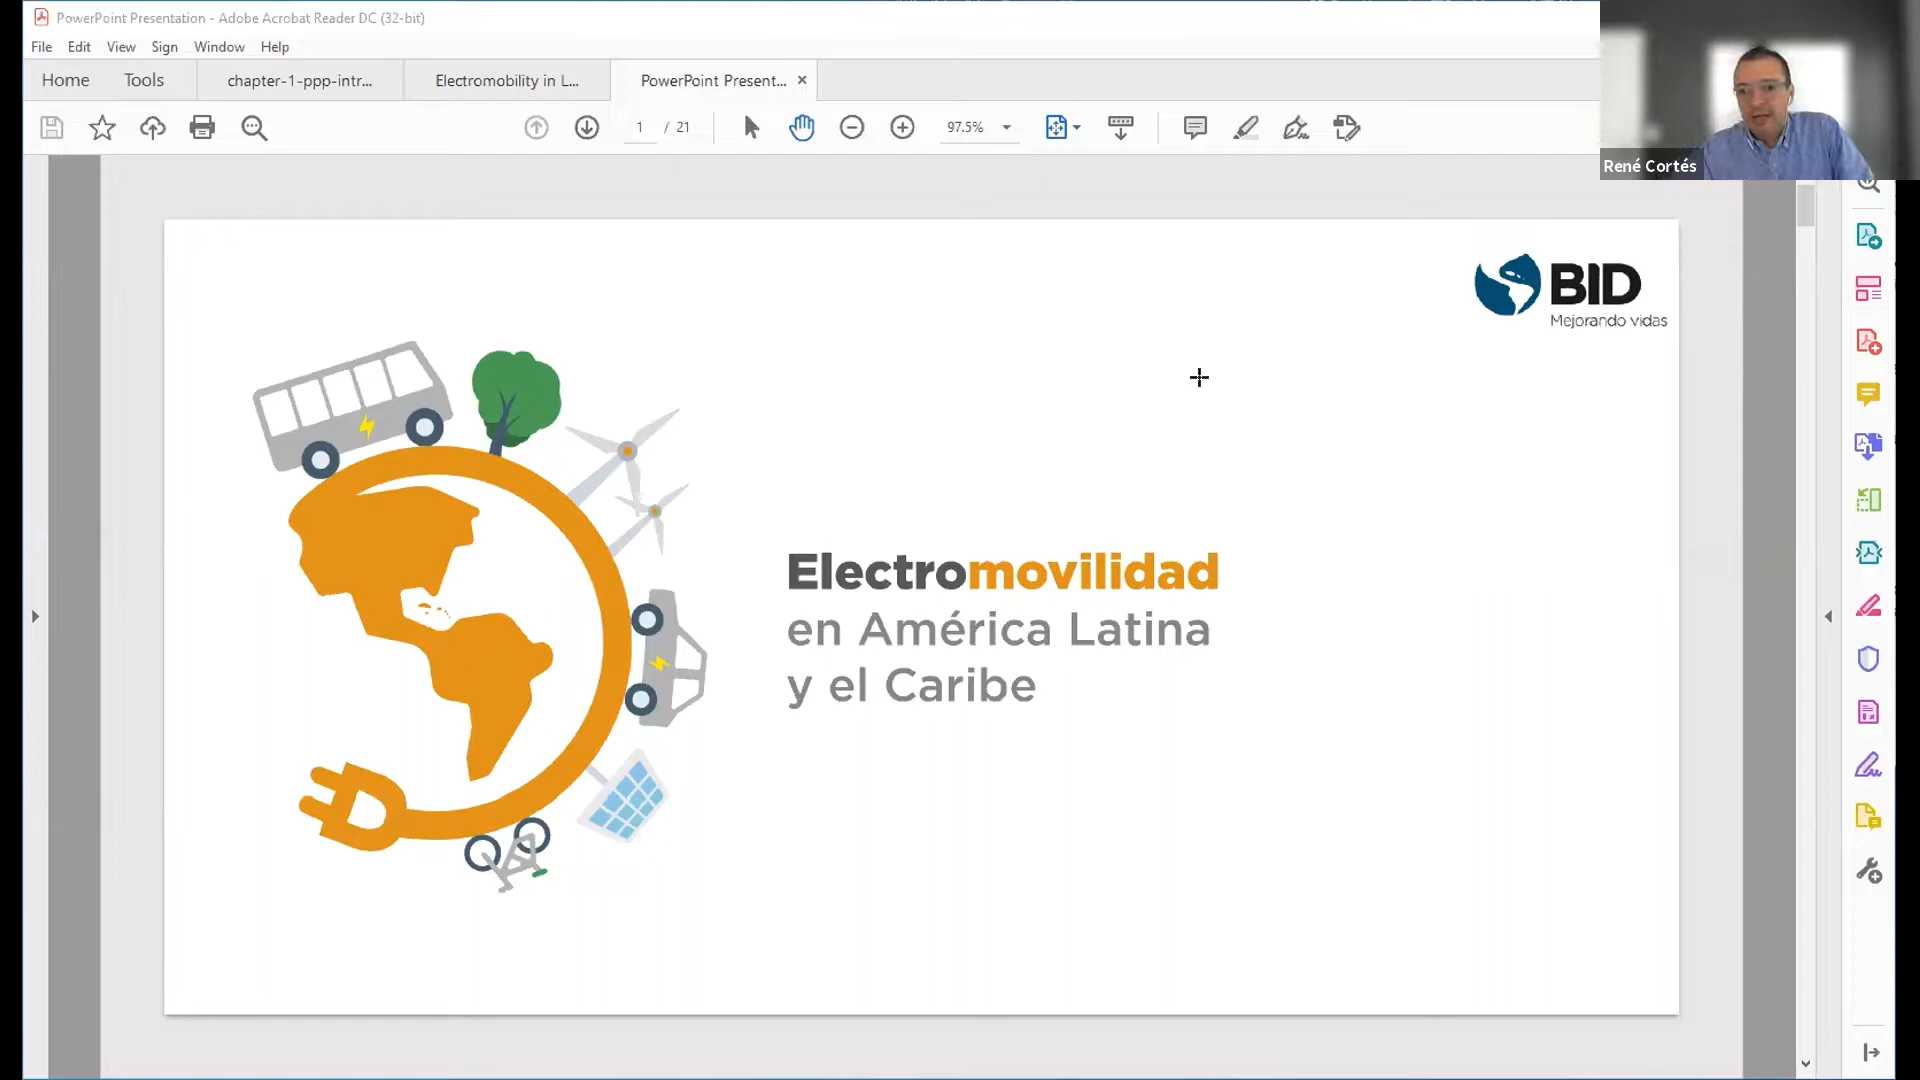 PowerPoint Presentation - Adobe Acrobat Reader DC (32-bit)
File Edit View Sign Window Help
Home Tools chapter-1-ppp-intr... Electromobility in L... PowerPoint Present...
1 / 21 97.5%
René Cortés
BID
Mejorando vidas
Electromovilidad
en América Latina
y el Caribe